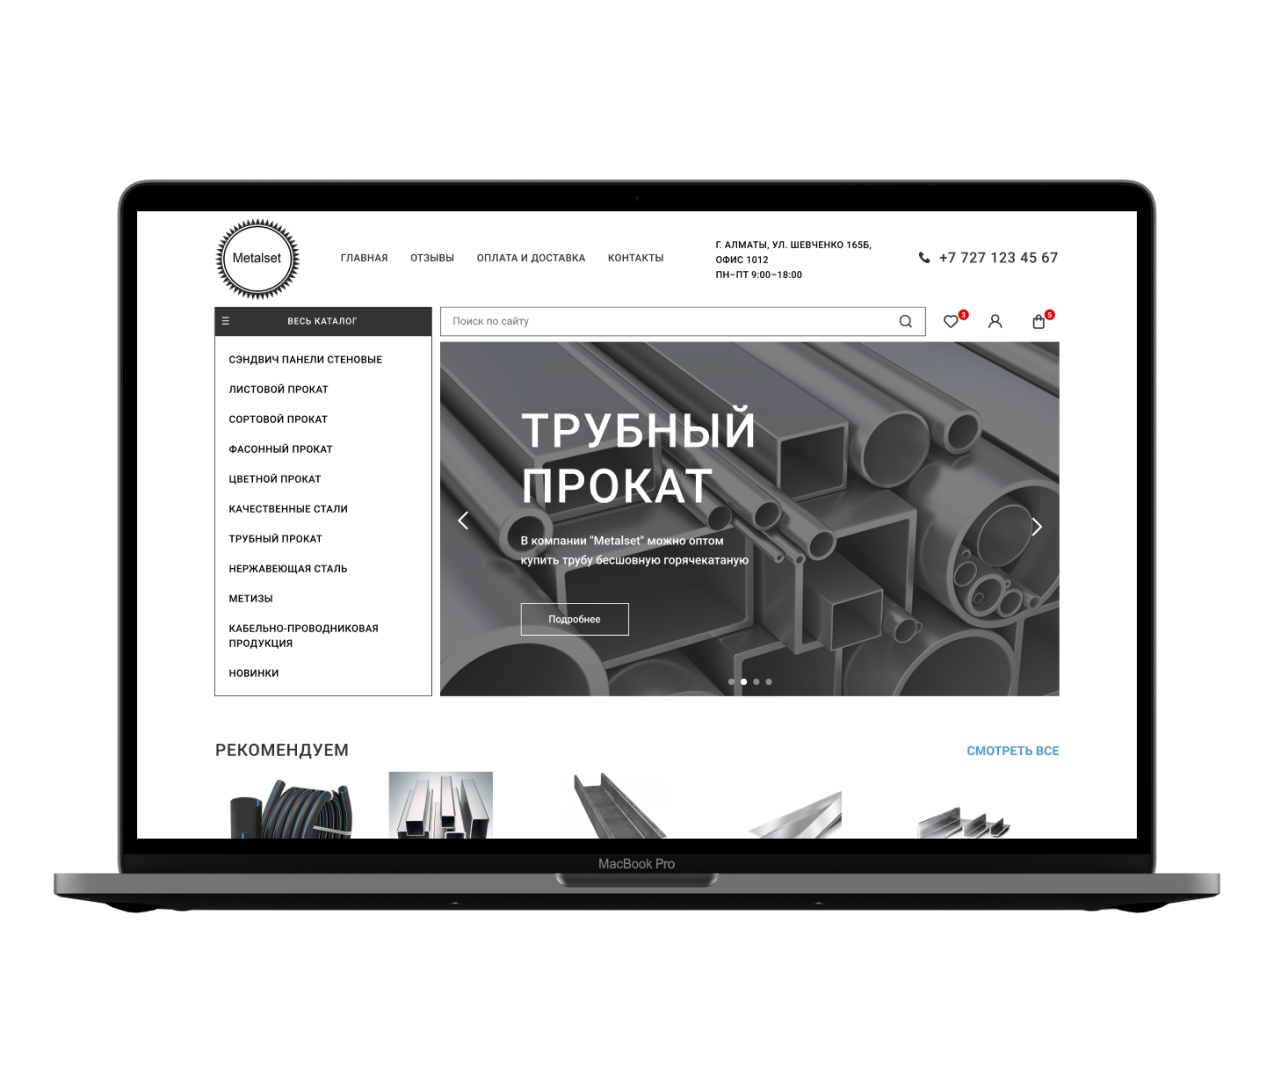 Metalset
ГЛАВНАЯ
ОТЗЫВЫ
ОПЛАТА И ДОСТАВКА
КОНТАКТЫ
Г. АЛМАТЫ, УЛ. ШЕВЧЕНКО 165Б,
ОФИС 1012
ПН–ПТ 9:00–18:00
+7 727 123 45 67
ВЕСЬ КАТАЛОГ
Поиск по сайту
3
5
СЭНДВИЧ ПАНЕЛИ СТЕНОВЫЕ
ЛИСТОВОЙ ПРОКАТ
СОРТОВОЙ ПРОКАТ
ФАСОННЫЙ ПРОКАТ
ЦВЕТНОЙ ПРОКАТ
КАЧЕСТВЕННЫЕ СТАЛИ
ТРУБНЫЙ ПРОКАТ
НЕРЖАВЕЮЩАЯ СТАЛЬ
МЕТИЗЫ
КАБЕЛЬНО-ПРОВОДНИКОВАЯ
ПРОДУКЦИЯ
НОВИНКИ
ТРУБНЫЙ
ПРОКАТ
В компании "Metalset" можно оптом
купить трубу бесшовную горячекатаную
Подробнее
РЕКОМЕНДУЕМ
СМОТРЕТЬ ВСЕ
MacBook Pro